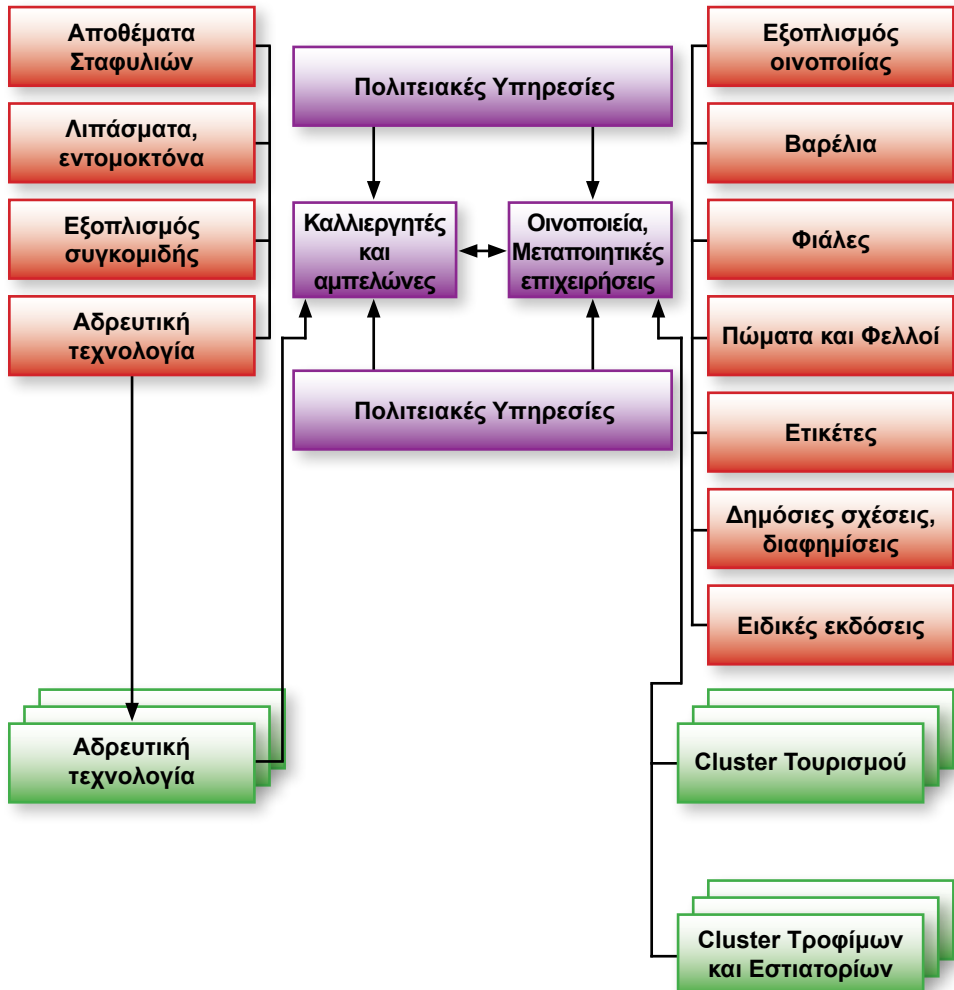 Αποθέματα
Σταφυλιών
Λιπάσματα,
εντομοκτόνα
Εξοπλισμός
συγκομιδής
Αδρευτική
τεχνολογία
Πολιτειακές Υπηρεσίες
Καλλιεργητές
και
αμπελώνες
Οινοποιεία,
Μεταποιητικές
επιχειρήσεις
Πολιτειακές Υπηρεσίες
Εξοπλισμός
οινοποιίας
Βαρέλια
Φιάλες
Πώματα και Φελλοί
Ετικέτες
Δημόσιες σχέσεις,
διαφημίσεις
Ειδικές εκδόσεις
Αδρευτική
τεχνολογία
Cluster Τουρισμού
Cluster Τροφίμων
και Εστιατορίων